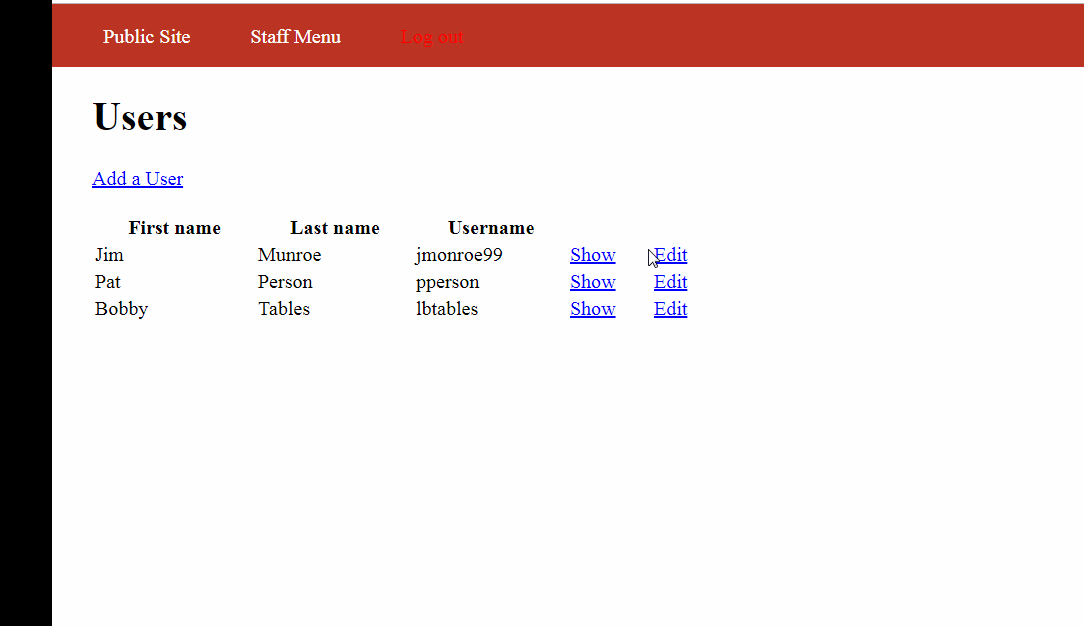 Public Site Staff Menu Log out
Users
Add a User
First name Last name Username
Jim Munroe jmonroe99 Show Edit
Pat Person pperson Show Edit
Bobby Tables lbtables Show Edit